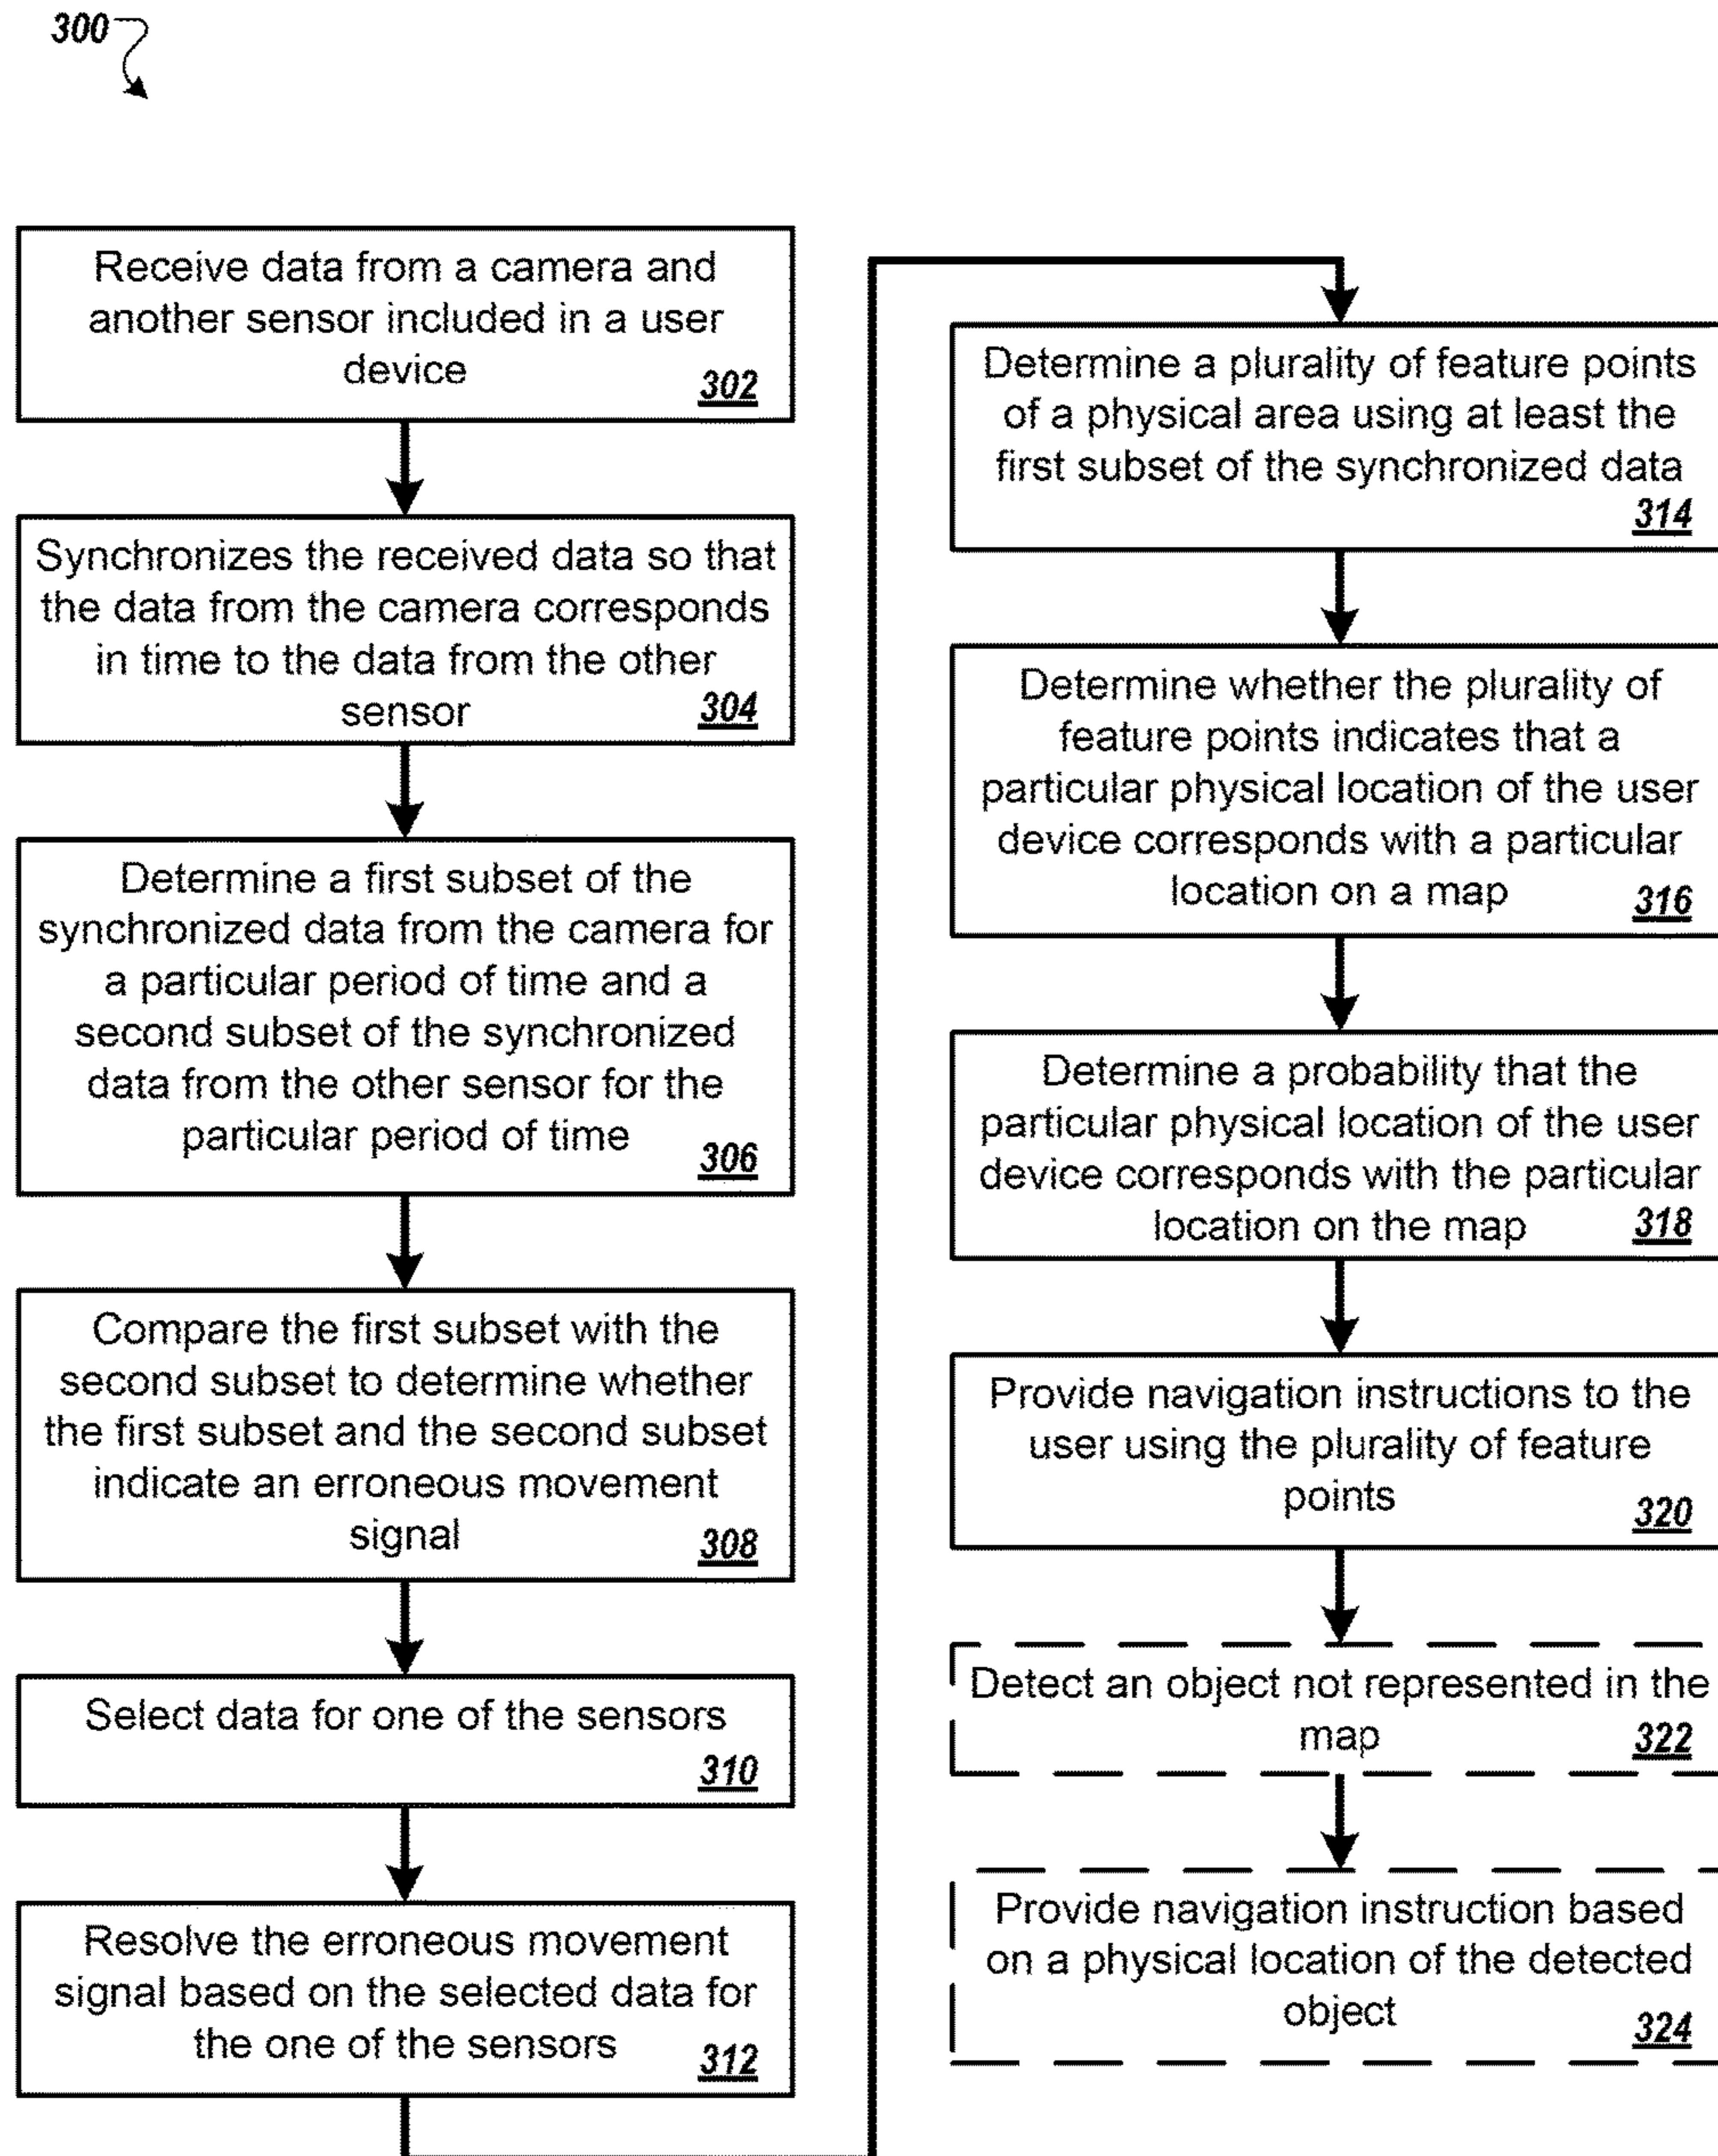 300
Receive data from a camera and
another sensor included in a user
device
302
Synchronizes the received data so that
the data from the camera corresponds
in time to the data from the other
sensor
304
Determine a first subset of the
synchronized data from the camera for
a particular period of time and a
second subset of the synchronized
data from the other sensor for the
particular period of time
306
Compare the first subset with the
second subset to determine whether
the first subset and the second subset
indicate an erroneous movement
signal
308
Select data for one of the sensors
310
Resolve the erroneous movement
signal based on the selected data for
the one of the sensors
312
Determine a plurality of feature points
of a physical area using at least the
first subset of the synchronized data
314
Determine whether the plurality of
feature points indicates that a
particular physical location of the user
device corresponds with a particular
location on a map
316
Determine a probability that the
particular physical location of the user
device corresponds with the particular
location on the map
318
Provide navigation instructions to the
user using the plurality of feature
points
320
Detect an object not represented in the
map
322
Provide navigation instruction based
on a physical location of the detected
object
324